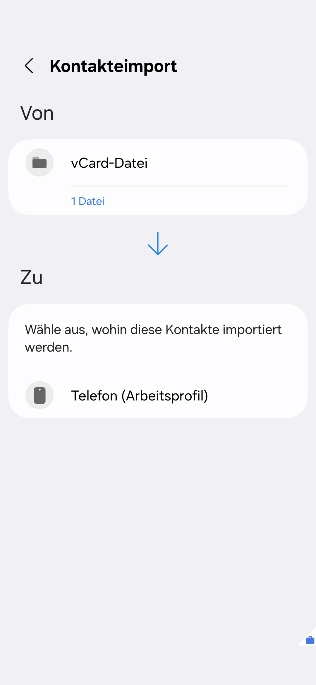 Kontakteimport
Von
vCard-Datei
1 Datei
Zu
Wähle aus, wohin diese Kontakte importiert
werden.
Telefon (Arbeitsprofil)